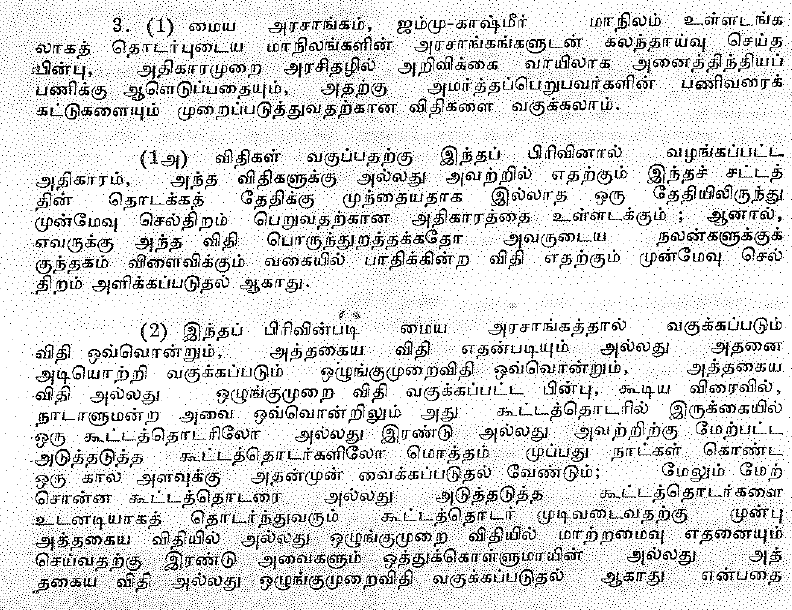 3. (1) மைய அரசாங்கம், ஜம்மு-காஷ்மீர் மாநிலம் உள்ளடங்க
லாகத் தொடர்புடைய மாநிலங்களின் அரசாங்கங்களுடன் கலந்தாய்வு செய்த
பின்பு, அதிகாரமுறை அரசிதழில் அறிவிக்கை வாயிலாக அனைத்திந்தியப்
பணிக்கு ஆளெடுப்பதையும், அதற்கு அமர்த்தப்பெறுபவர்களின் பணிவரைக்
கட்டுகளையும் முறைப்படுத்துவதற்கான விதிகளை வகுக்கலாம்.
(1அ) விதிகள் வகுப்பதற்கு இந்தப் பிரிவினால் வழங்கப்பட்ட
அதிகாரம், அந்த விதிகளுக்கு அல்லது அவற்றில் எதற்கும் இந்தச் சட்டத்
தின் தொடக்கத் தேதிக்கு முந்தையதாக இல்லாத ஒரு தேதியிலிருந்து
முன்மேவு செல்திறம் பெறுவதற்கான அதிகாரத்தை உள்ளடக்கும் ; ஆனால்,
எவருக்கு அந்த விதி பொருந்துறத்தக்கதோ அவருடைய நலன்களுக்குக்
குந்தகம் விளைவிக்கும் வகையில் பாதிக்கின்ற விதி எதற்கும் முன்மேவு செல்
திறம் அளிக்கப்படுதல் ஆகாது.
(2) இந்தப் பிரிவின்படி மைய அரசாங்கத்தால் வகுக்கப்படும்
விதி ஒவ்வொன்றும், அத்தகைய விதி எதன்படியும் அல்லது அதனை
அடியொற்றி வகுக்கப்படும் ஒழுங்குமுறைவிதி ஒவ்வொன்றும், அத்தகைய
விதி அல்லது ஒழுங்குமுறை விதி வகுக்கப்பட்ட பின்பு, கூடிய விரைவில்,
நாடாளுமன்ற அவை ஒவ்வொன்றிலும் அது கூட்டத்தொடரில் இருக்கையில்
ஒரு கூட்டத்தொடரிலோ அல்லது இரண்டு அல்லது அவற்றிற்கு மேற்பட்ட
அடுத்தடுத்த கூட்டத்தொடர்களிலோ மொத்தம் முப்பது நாட்கள் கொண்ட
ஒரு கால அளவுக்கு அதன்முன் வைக்கப்படுதல் வேண்டும்; மேலும் மேற்
சொன்ன கூட்டத்தொடரை அல்லது அடுத்தடுத்த கூட்டத்தொடர்களை
உடனடியாகத் தொடர்ந்துவரும் கூட்டத்தொடர் முடிவடைவதற்கு முன்பு
அத்தகைய விதியில் அல்லது ஒழுங்குமுறை விதியில் மாற்றமைவு எதனையும்
செய்வதற்கு இரண்டு அவைகளும் ஒத்துக்கொள்ளுமாயின் அல்லது அத்
தகைய விதி அல்லது ஒழுங்குமுறைவிதி வகுக்கப்படுதல் ஆகாது என்பதை